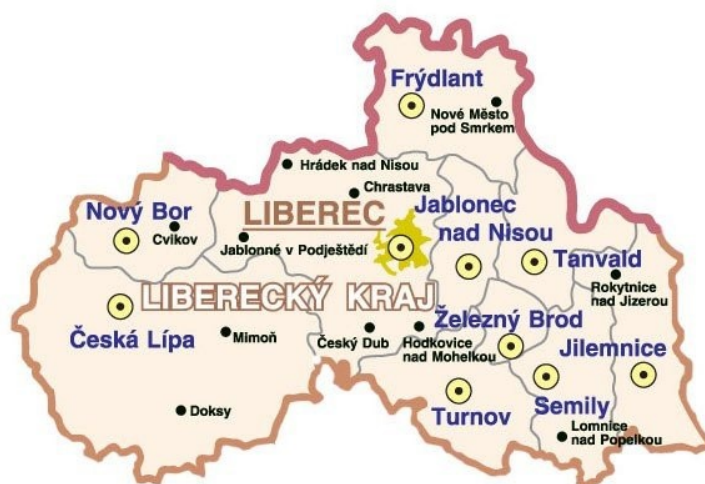 Frýdlant
Nové Město
pod Smrkem
Hrádek nad Nisou
Chrastava
Nový Bor
Cvikov
LIBEREC
Jablonné v Podještědí
Jablonec
nad Nisou
Tanvald
Rokytnice
nad Jizerou
LIBERECKÝ KRAJ
Česká Lípa
Mimoň
Český Dub
Hodkovice
nad Mohelkou
Železný Brod
Jilemnice
Turnov
Semily
Doksy
Lomnice
nad Popelkou